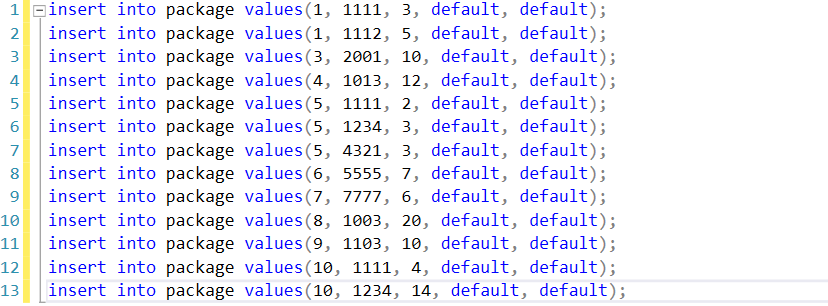 1 insert into package values(1, 1111, 3, default, default);
2 insert into package values(1, 1112, 5, default, default);
3 insert into package values(3, 2001, 10, default, default);
4 insert into package values(4, 1013, 12, default, default);
5 insert into package values(5, 1111, 2, default, default);
6 insert into package values(5, 1234, 3, default, default);
7 insert into package values(5, 4321, 3, default, default);
8 insert into package values(6, 5555, 7, default, default);
9 insert into package values(7, 7777, 6, default, default);
10 insert into package values(8, 1003, 20, default, default);
11 insert into package values(9, 1103, 10, default, default);
12 insert into package values(10, 1111, 4, default, default);
13 insert into package values(10, 1234, 14, default, default);